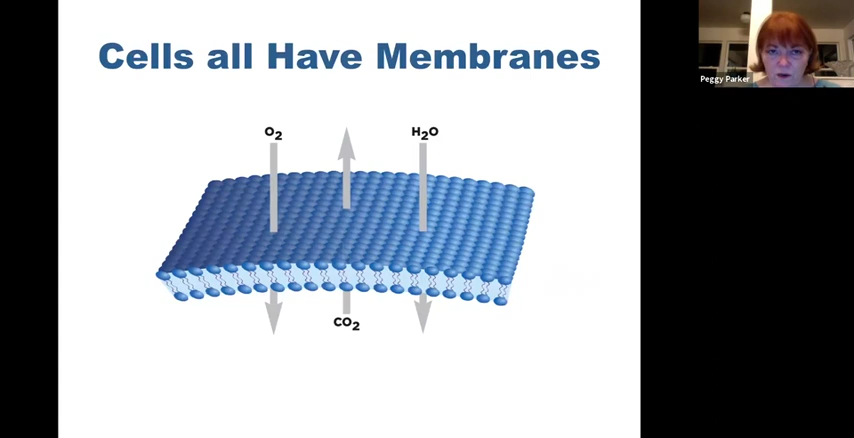 Cells all Have Membranes
O2
H2O
CO2
Peggy Parker